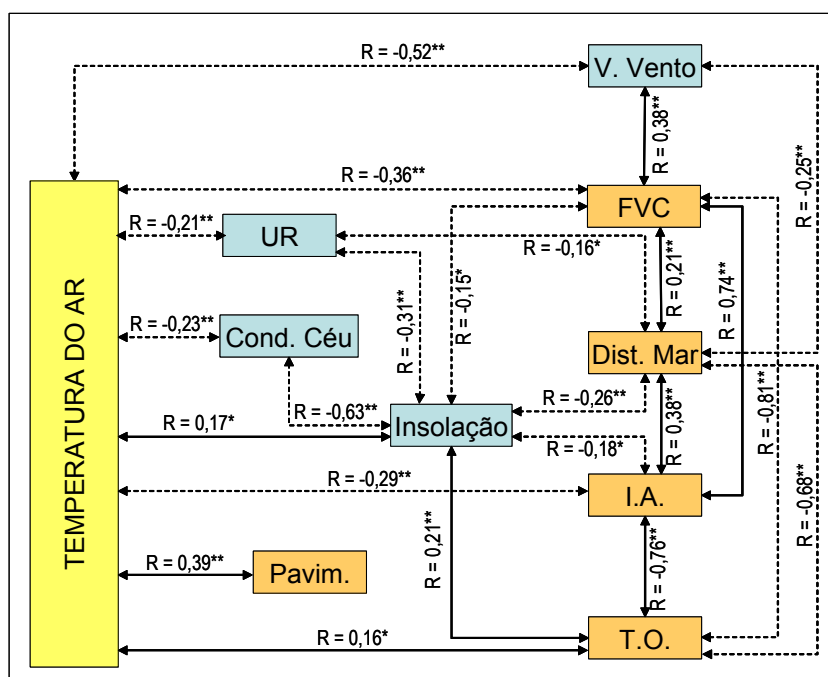 R = -0,52**
V. Vento
R = 0,38**
R = -0,25**
R = -0,36**
FVC
R = -0,21**
UR
R = -0,16*
R = -0,15*
R = 0,21**
R = 0,74**
R = -0,31**
TEMPERATURA DO AR
R = -0,23**
Cond. Céu
Dist. Mar
R = -0,81**
R = -0,63**
R = -0,26**
R = 0,38**
R = 0,17*
Insolação
R = -0,18*
R = -0,29**
I.A.
R = -0,68**
R = 0,21**
R = -0,76**
R = 0,39**
Pavim.
R = 0,16*
T.O.